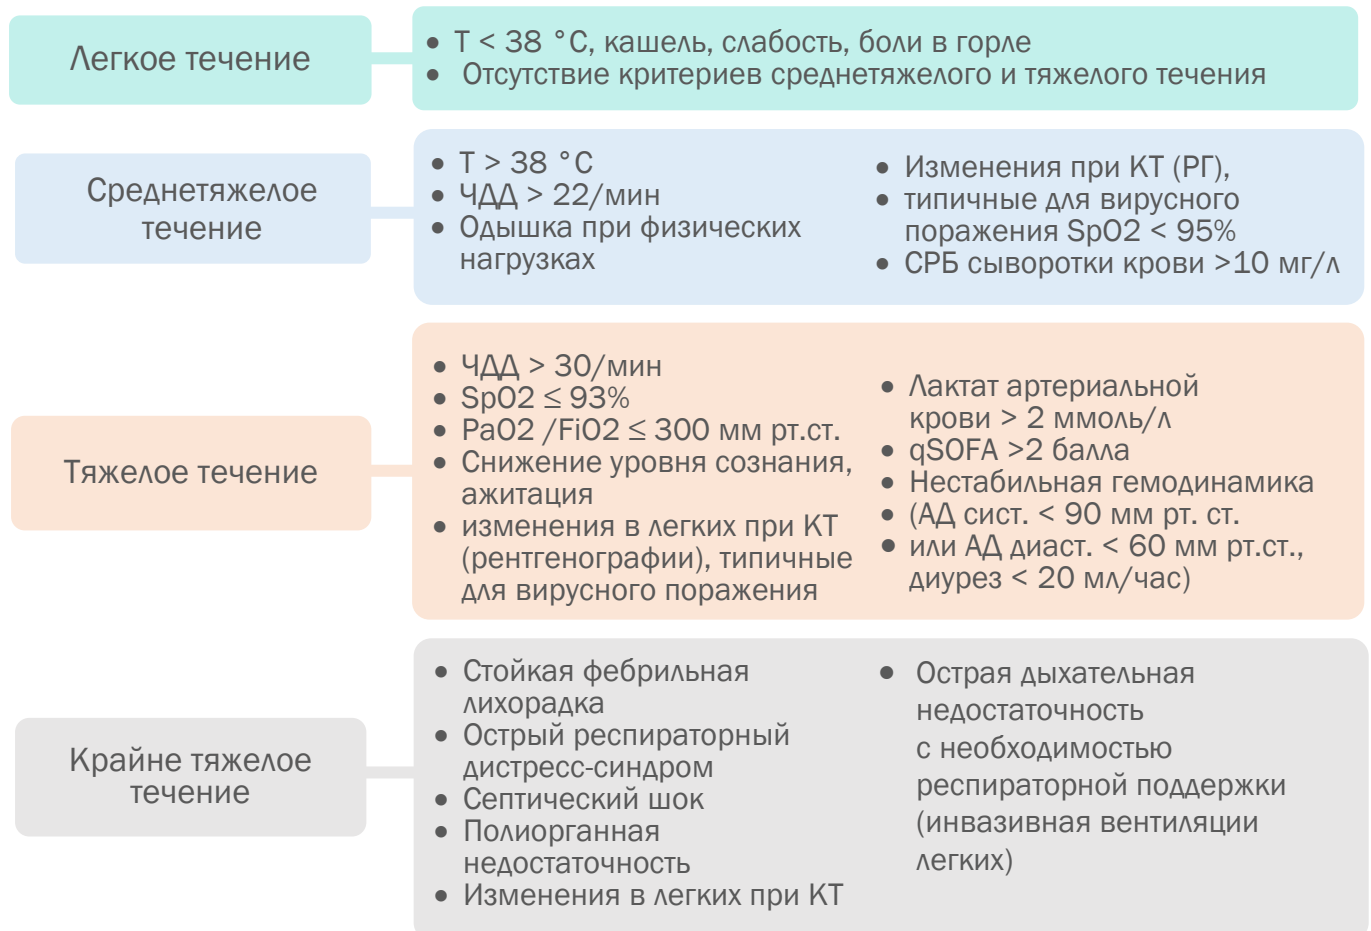 Легкое течение
• T < 38 °C, кашель, слабость, боли в горле
• Отсутствие критериев среднетяжелого и тяжелого течения
Среднетяжелое
течение
• T > 38 °C
• ЧДД > 22/мин
• Одышка при физических
нагрузках
• Изменения при КТ (РГ),
• типичные для вирусного
поражения SpO2 < 95%
• СРБ сыворотки крови >10 мг/л
Тяжелое течение
• ЧДД > 30/мин
• SpO2 ≤ 93%
• PaO2 /FiO2 ≤ 300 мм рт.ст.
• Снижение уровня сознания,
ажитация
• изменения в легких при КТ
(рентгенографии), типичные
для вирусного поражения
• Лактат артериальной
крови > 2 ммоль/л
• qSOFA >2 балла
• Нестабильная гемодинамика
• (АД сист. < 90 мм рт. ст.
• или АД диаст. < 60 мм рт.ст.,
диурез < 20 мл/час)
Крайне тяжелое
течение
• Стойкая фебрильная
лихорадка
• Острый респираторный
дистресс-синдром
• Септический шок
• Полиорганная
недостаточность
• Изменения в легких при КТ
• Острая дыхательная
недостаточность
с необходимостью
респираторной поддержки
(инвазивная вентиляции
легких)